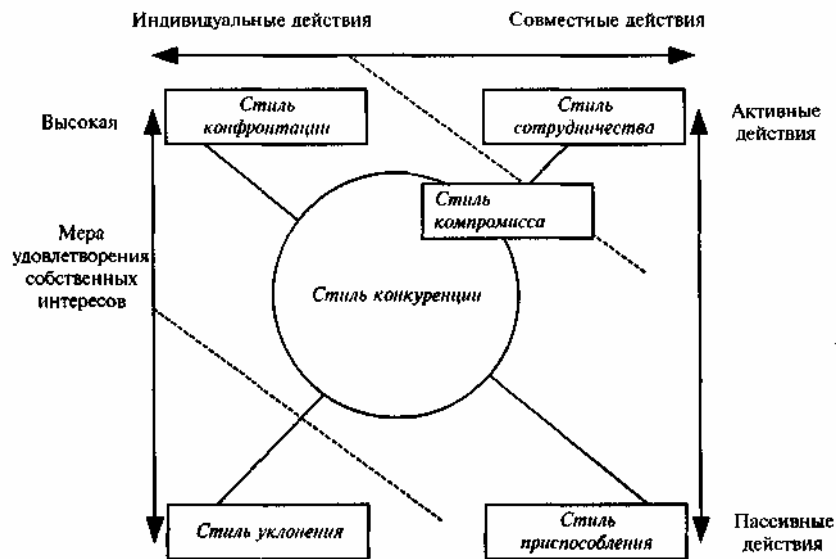 Индивидуальные действия
Совместные действия
Высокая
Стиль
конфронтации
Стиль
сотрудничества
Активные
действия
Стиль
компромисса
Мера
удовлетворения
собственных
интересов
Стиль конкуренции
Стиль уклонения
Стиль
приспособления
Пассивные
действия